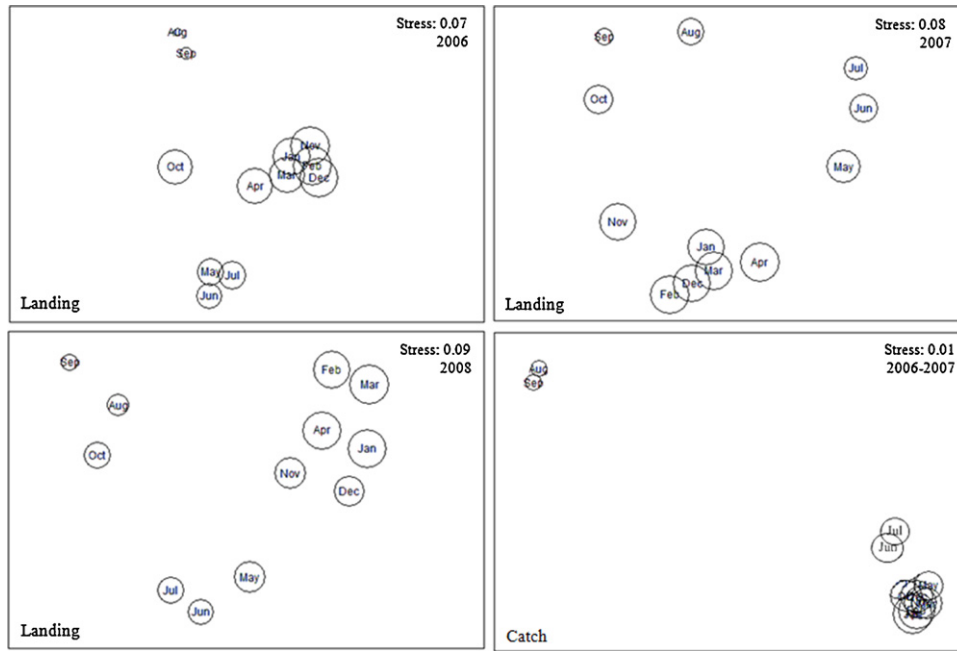 Stress: 0.07
2006
Aug
Sep
Nov
Jan
Feb
Oct
Mar
Dec
Apr
May
Jul
Jun
Landing
Stress: 0.08
2007
Sep
Aug
Jul
Oct
Jun
May
Nov
Jan
Apr
Mar
Dec
Feb
Landing
Stress: 0.09
2008
Sep
Feb
Mar
Aug
Apr
Jan
Oct
Nov
Dec
May
Jul
Jun
Landing
Stress: 0.01
2006-2007
Aug
Sep
Jul
Jun
May
Catch